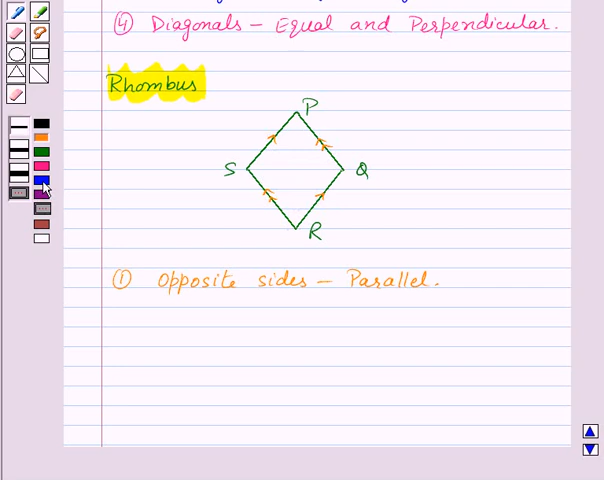 ④ Diagonals – Equal and Perpendicular.
Rhombus
P
S
Q
R
① Opposite sides – Parallel.